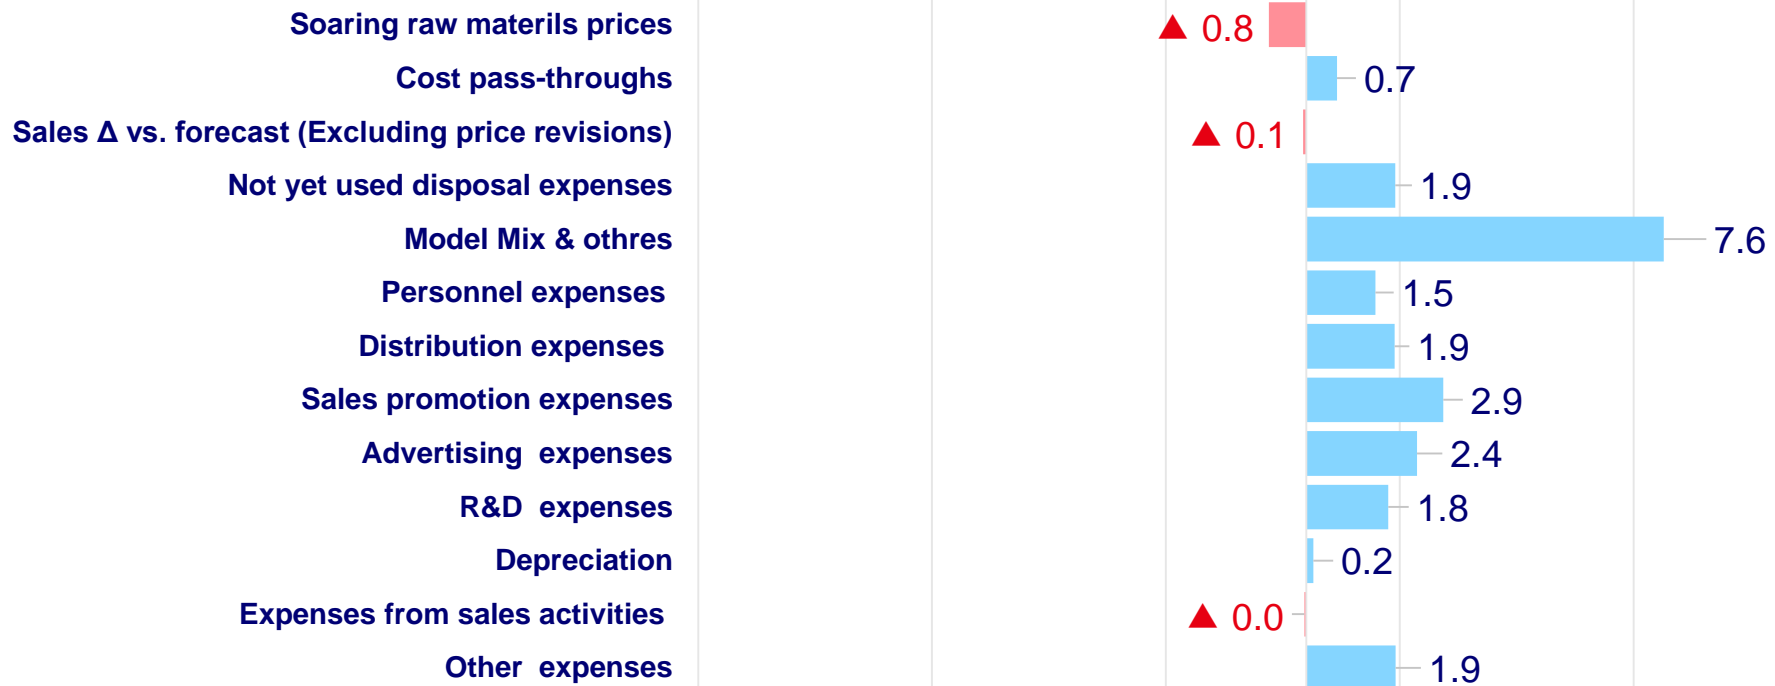 Soaring raw materils prices ▲ 0.8
Cost pass-throughs 0.7
Sales Δ vs. forecast (Excluding price revisions) ▲ 0.1
Not yet used disposal expenses 1.9
Model Mix & othres 7.6
Personnel expenses 1.5
Distribution expenses 1.9
Sales promotion expenses 2.9
Advertising expenses 2.4
R&D expenses 1.8
Depreciation 0.2
Expenses from sales activities ▲ 0.0
Other expenses 1.9